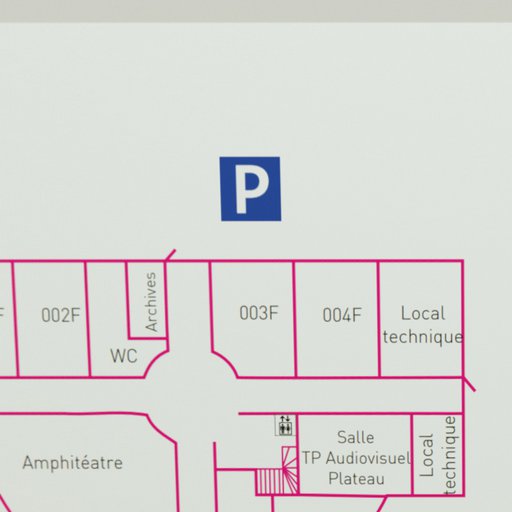 P
Archives
002F
003F
004F
Local
technique
WC
Salle
TP Audiovisuel
Plateau
Local
technique
Amphitéatre